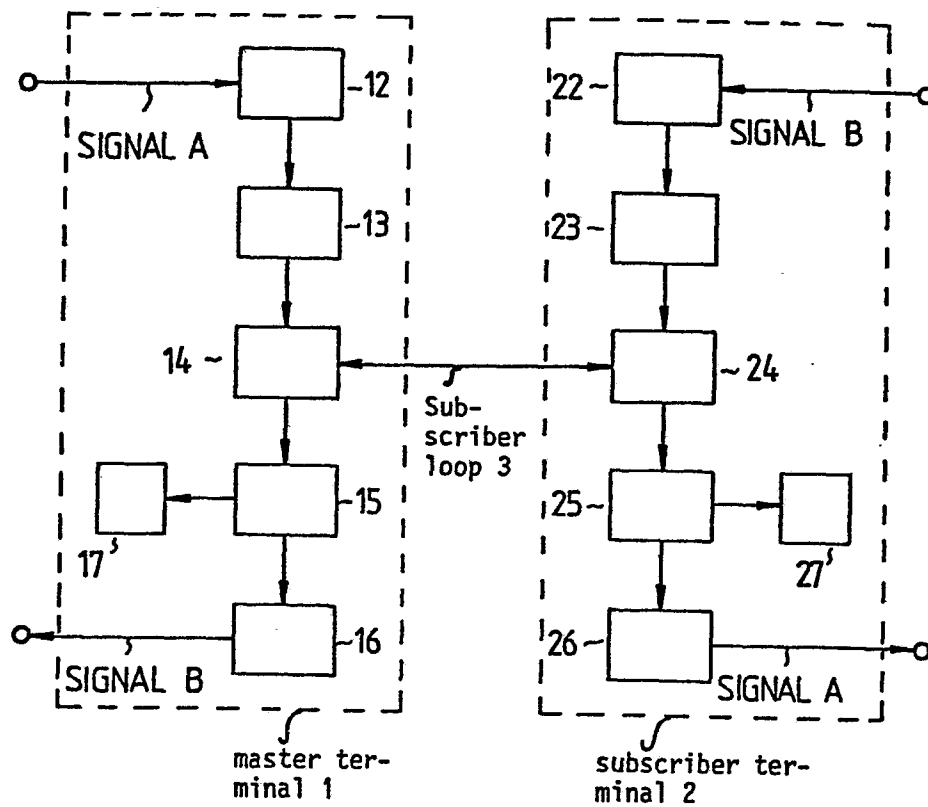 12
22
SIGNAL A
SIGNAL B
13
23
14
24
Sub-
scriber
loop 3
15
25
17
27
16
26
SIGNAL B
SIGNAL A
master ter-
minal 1
subscriber ter-
minal 2